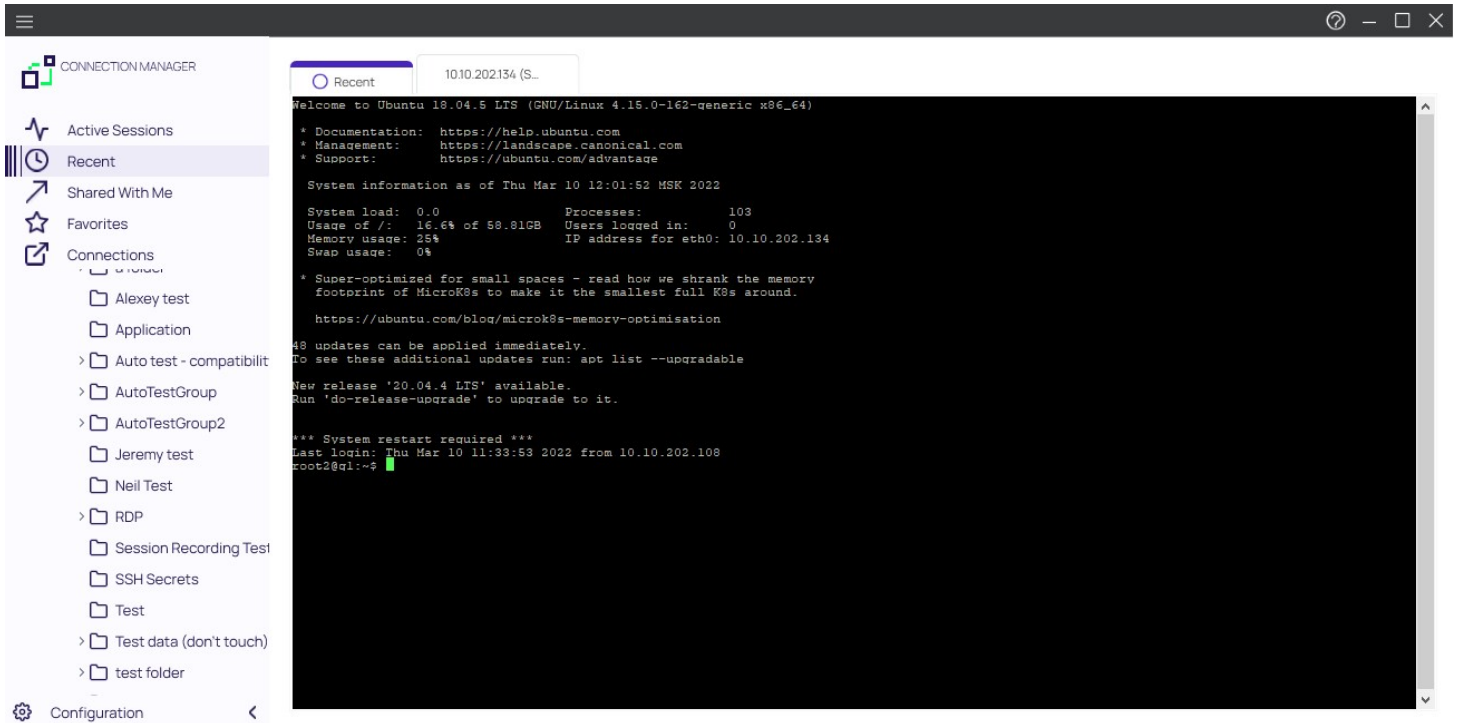 CONNECTION MANAGER
Active Sessions
Recent
Shared With Me
Favorites
Connections
a folder
Alexey test
Application
Auto test - compatibilit
AutoTestGroup
AutoTestGroup2
Jeremy test
Neil Test
RDP
Session Recording Test
SSH Secrets
Test
Test data (don't touch)
test folder
Configuration
Recent
10.10.202.134 (S...
Welcome to Ubuntu 18.04.5 LTS (GNU/Linux 4.15.0-162-generic x86_64)
* Documentation: https://help.ubuntu.com
* Management: https://landscape.canonical.com
* Support: https://ubuntu.com/advantage
System information as of Thu Mar 10 12:01:52 MSK 2022
System load: 0.0 Processes: 103
Usage of /: 16.6% of 58.81GB Users logged in: 0
Memory usage: 25% IP address for eth0: 10.10.202.134
Swap usage: 0%
* Super-optimized for small spaces - read how we shrank the memory
footprint of MicroK8s to make it the smallest full K8s around.
https://ubuntu.com/blog/microk8s-memory-optimisation
48 updates can be applied immediately.
To see these additional updates run: apt list --upgradable
New release '20.04.4 LTS' available.
Run 'do-release-upgrade' to upgrade to it.
*** System restart required ***
Last login: Thu Mar 10 11:33:53 2022 from 10.10.202.108
root2@q1:~$